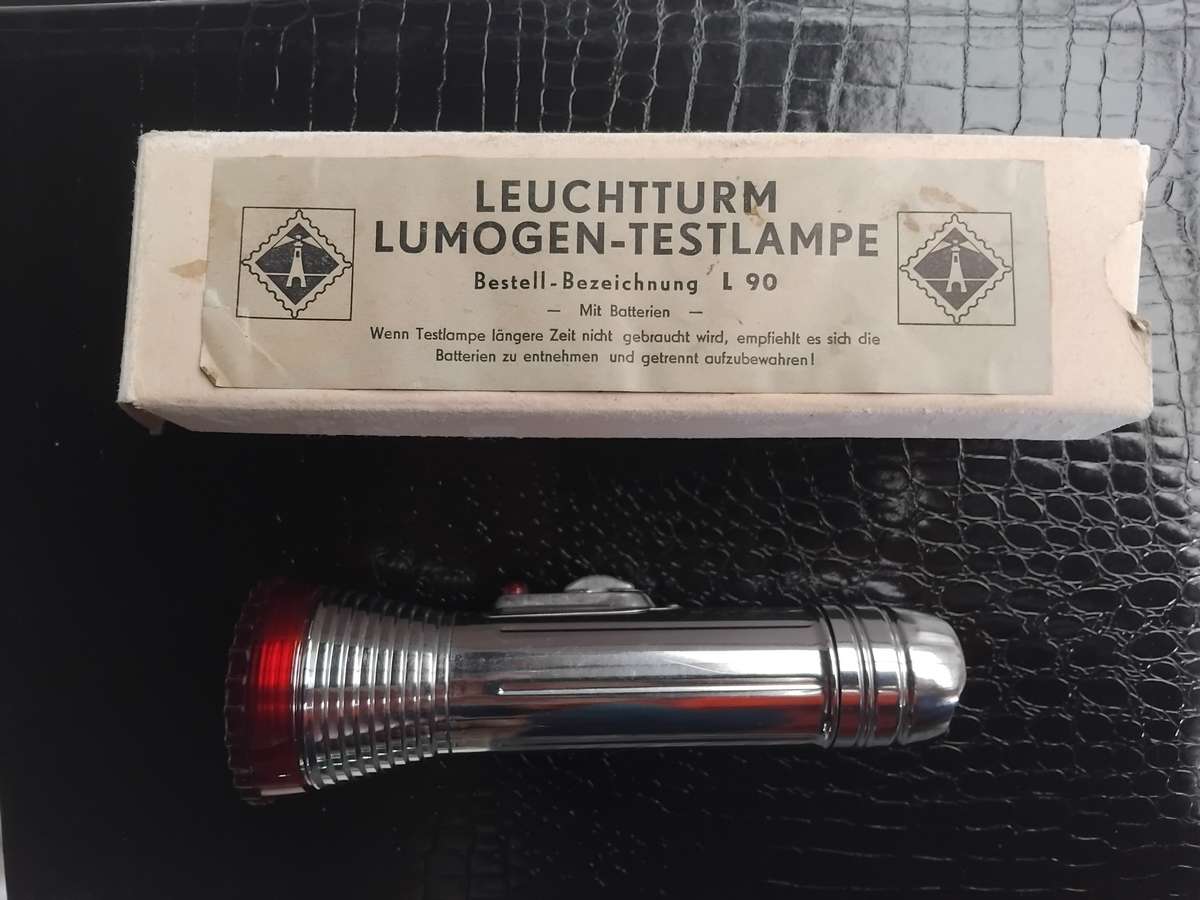 LEUCHTTURM
LUMOGEN-TESTLAMPE
Bestell-Bezeichnung L 90
— Mit Batterien —
Wenn Testlampe längere Zeit nicht gebraucht wird, empfiehlt es sich die
Batterien zu entnehmen und getrennt aufzubewahren!